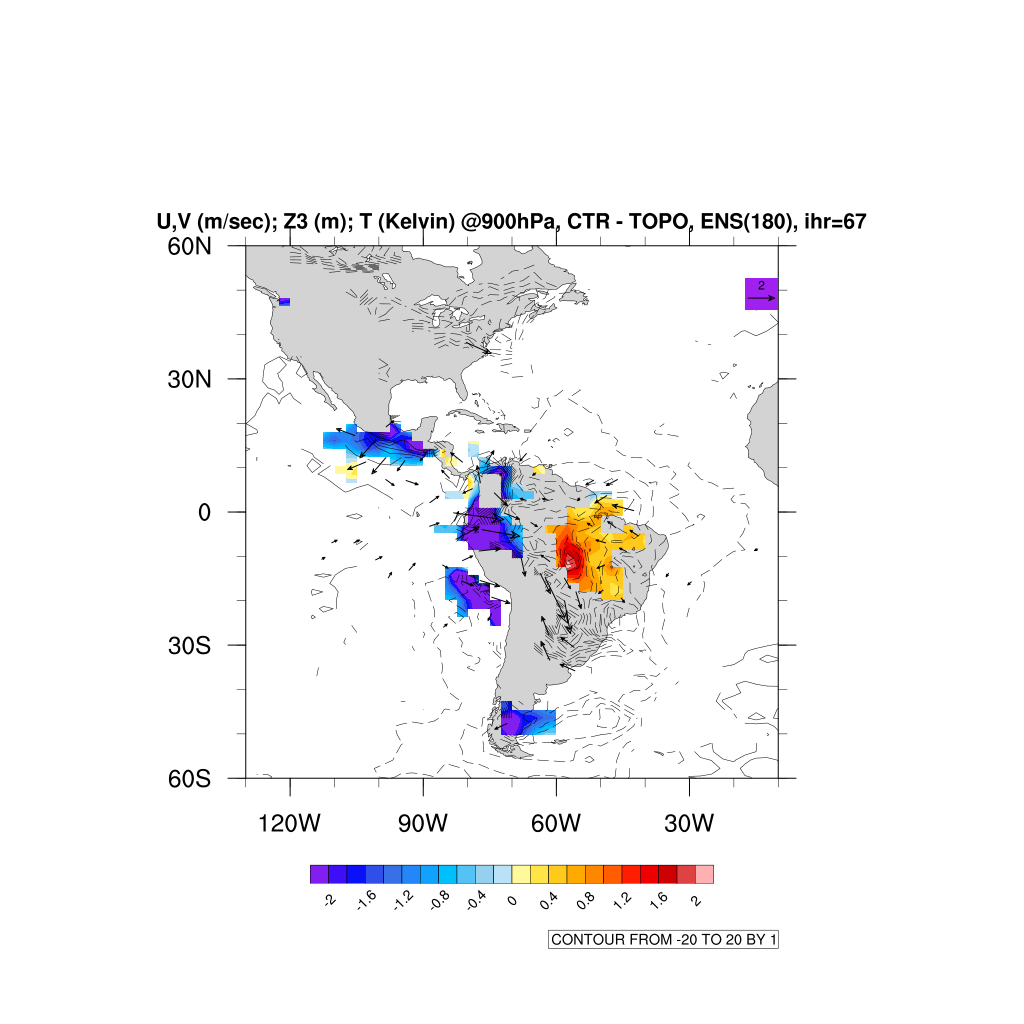 U,V (m/sec); Z3 (m); T (Kelvin) @900hPa, CTR - TOPO, ENS(180), ihr=67
60N
2
30N
0
30S
60S
120W 90W 60W 30W
-2 -1.6 -1.2 -0.8 -0.4 0 0.4 0.8 1.2 1.6 2
CONTOUR FROM -20 TO 20 BY 1